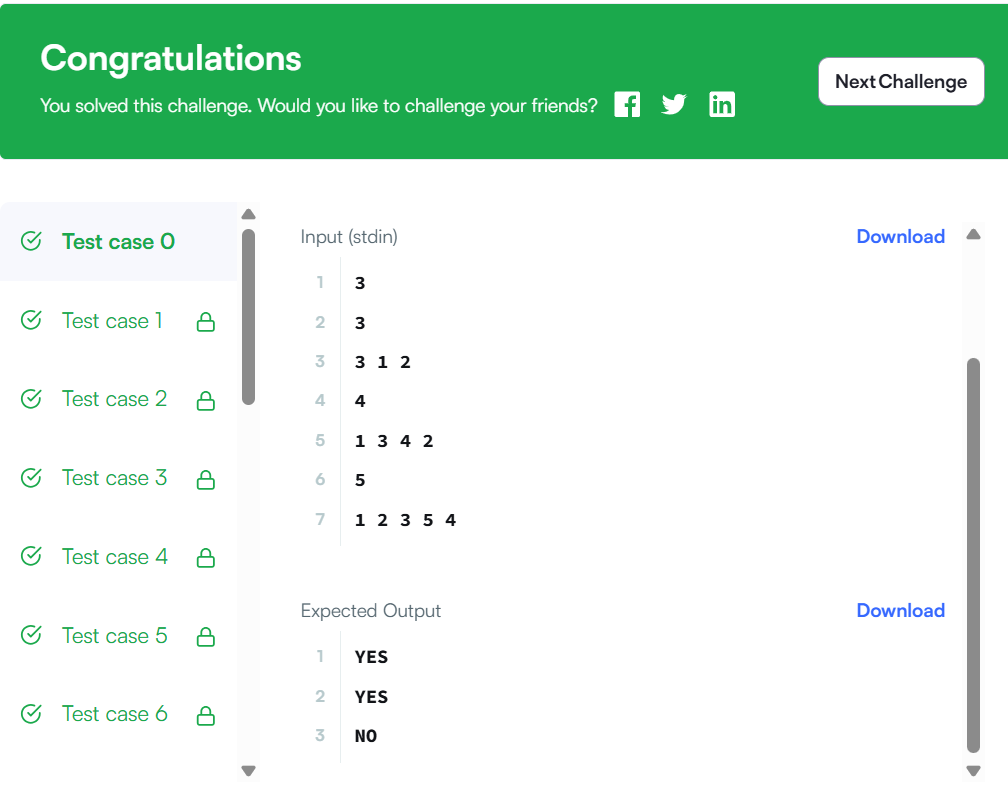 Congratulations
You solved this challenge. Would you like to challenge your friends?
Next Challenge
Test case 0
Test case 1
Test case 2
Test case 3
Test case 4
Test case 5
Test case 6
Input (stdin)
Download
1 3
2 3
3 3 1 2
4 4
5 1 3 4 2
6 5
7 1 2 3 5 4
Expected Output
Download
1 YES
2 YES
3 NO